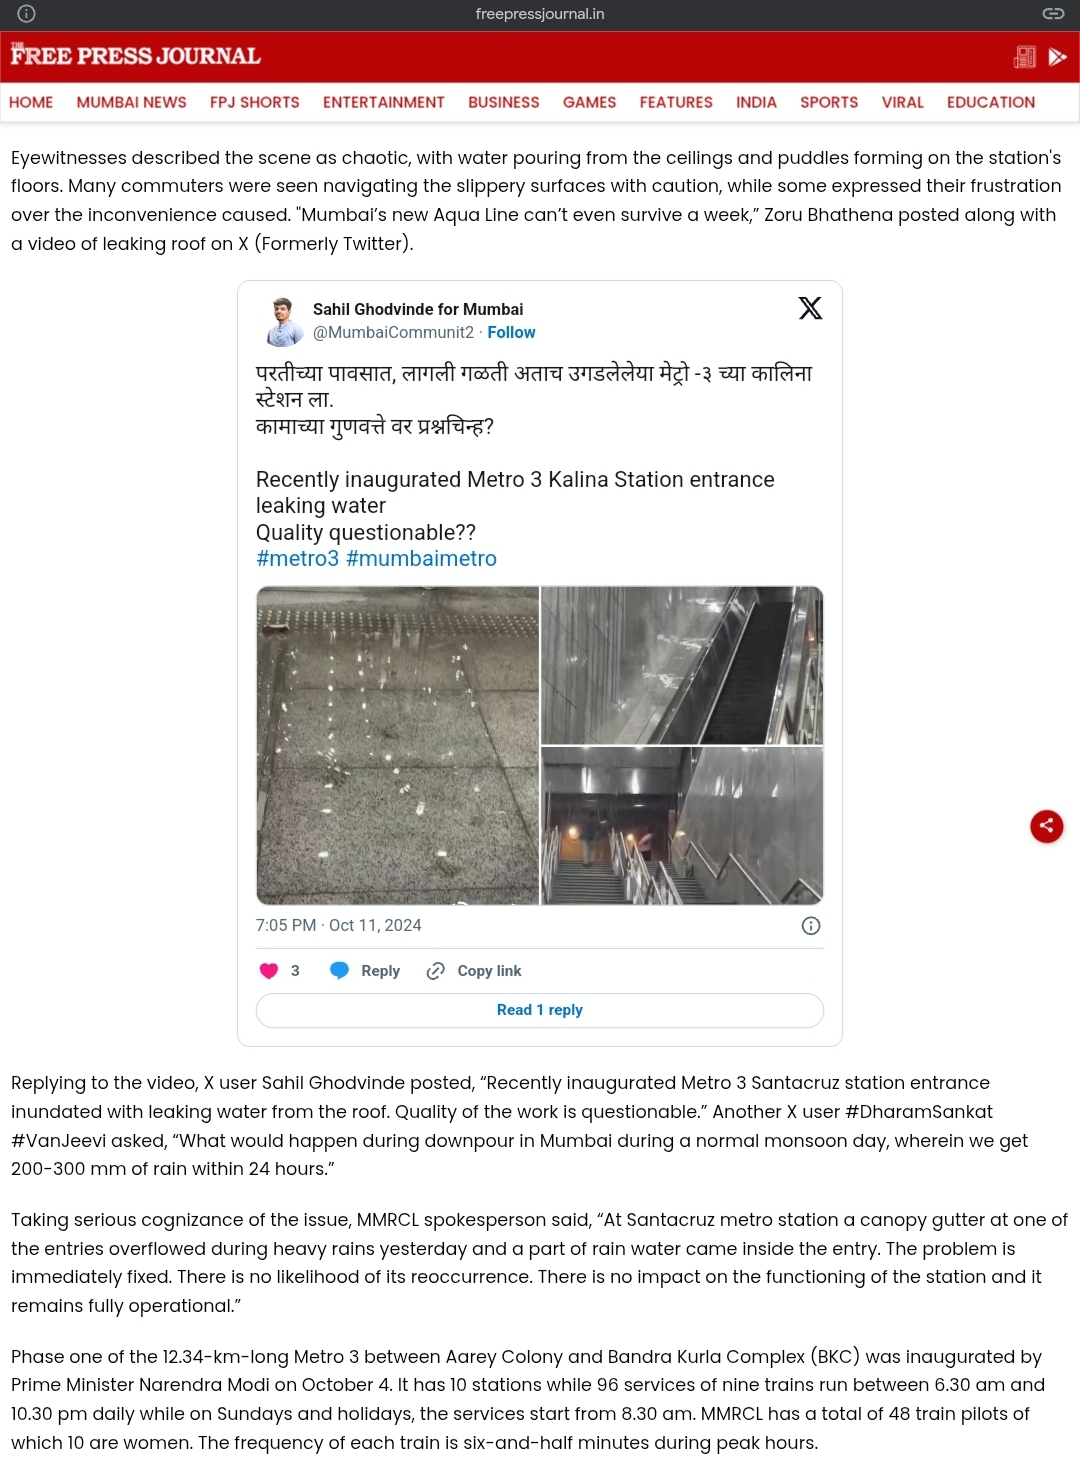 freepressjournal.in
THE
FREE PRESS JOURNAL
HOME MUMBAI NEWS FPJ SHORTS ENTERTAINMENT BUSINESS GAMES FEATURES INDIA SPORTS VIRAL EDUCATION
Eyewitnesses described the scene as chaotic, with water pouring from the ceilings and puddles forming on the station's
floors. Many commuters were seen navigating the slippery surfaces with caution, while some expressed their frustration
over the inconvenience caused. "Mumbai’s new Aqua Line can’t even survive a week,” Zoru Bhathena posted along with
a video of leaking roof on X (Formerly Twitter).
Sahil Ghodvinde for Mumbai
@MumbaiCommunit2 · Follow
परतीच्या पावसात, लागली गळती अताच उगडलेलेया मेट्रो -३ च्या कालिना
स्टेशन ला.
कामाच्या गुणवत्ते वर प्रश्नचिन्ह?
Recently inaugurated Metro 3 Kalina Station entrance
leaking water
Quality questionable??
#metro3 #mumbaimetro
7:05 PM · Oct 11, 2024
3 Reply Copy link
Read 1 reply
Replying to the video, X user Sahil Ghodvinde posted, “Recently inaugurated Metro 3 Santacruz station entrance
inundated with leaking water from the roof. Quality of the work is questionable.” Another X user #DharamSankat
#VanJeevi asked, “What would happen during downpour in Mumbai during a normal monsoon day, wherein we get
200-300 mm of rain within 24 hours.”
Taking serious cognizance of the issue, MMRCL spokesperson said, “At Santacruz metro station a canopy gutter at one of
the entries overflowed during heavy rains yesterday and a part of rain water came inside the entry. The problem is
immediately fixed. There is no likelihood of its reoccurrence. There is no impact on the functioning of the station and it
remains fully operational.”
Phase one of the 12.34-km-long Metro 3 between Aarey Colony and Bandra Kurla Complex (BKC) was inaugurated by
Prime Minister Narendra Modi on October 4. It has 10 stations while 96 services of nine trains run between 6.30 am and
10.30 pm daily while on Sundays and holidays, the services start from 8.30 am. MMRCL has a total of 48 train pilots of
which 10 are women. The frequency of each train is six-and-half minutes during peak hours.